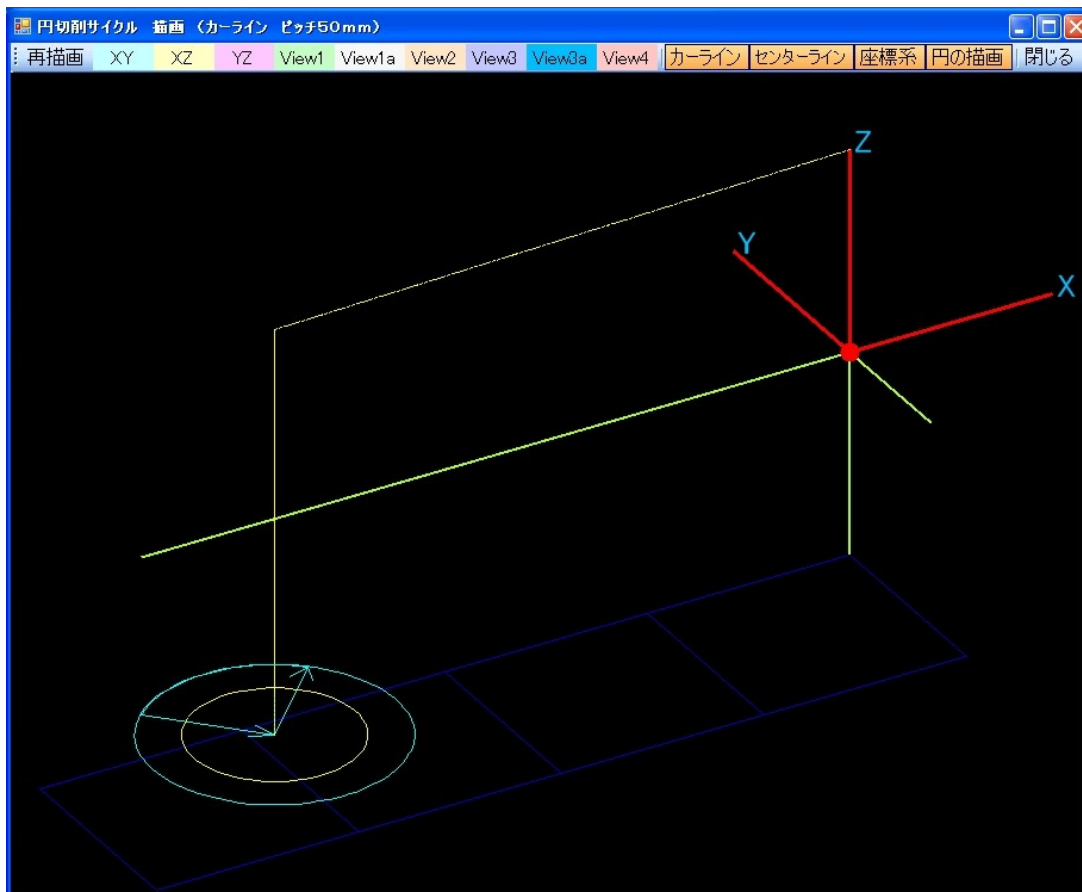 円切削サイクル 描画 (カーライン ピッチ50mm)
再描画 XY XZ YZ View1 View1a View2 View3 View3a View4 カーライン センターライン 座標系 円の描画 閉じる
Z
Y
X